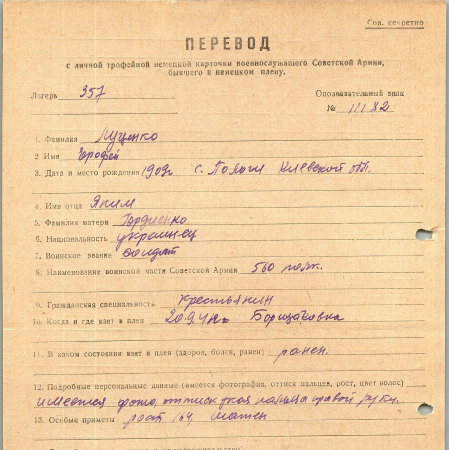 Сов. секретно
ПЕРЕВОД
с личной трофейной немецкой карточки военнослужащего Советской Армии,
бывшего в немецком плену.
Лагерь 357
Опознавательный знак
№ 11182
1. Фамилия Луценко
2 Имя Ерофей
3. Дата и место рождения 1909г с. Пологи Киевской обл.
4. Имя отца Яким
5. Фамилия матери Гордиенко
6. Национальность украинец
7. Воинское звание солдат
8. Наименование воинской части Советской Армии 560
9. Гражданская специальность крестьянин
10. Когда и где взят в плен 20.9.41г. Борщаговка
11. В каком состоянии взят в плен (здоров, болен, ранен) ранен.
12. Подробные персональные данные (имеется фотография, оттиск пальцев, рост, цвет волос)
имеется фото, оттиск указ пальца правой руки.
13. Особые приметы рост 164, шатен